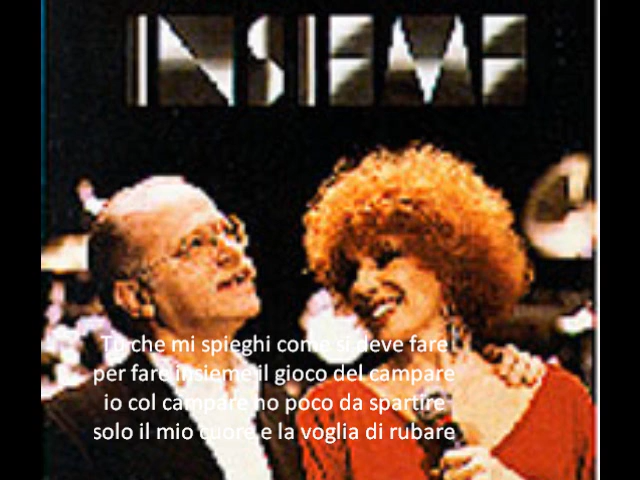 INSIEME
Tu che mi spieghi come si deve fare
per fare insieme il gioco del campare
io col campare ho poco da spartire
solo il mio cuore e la voglia di rubare